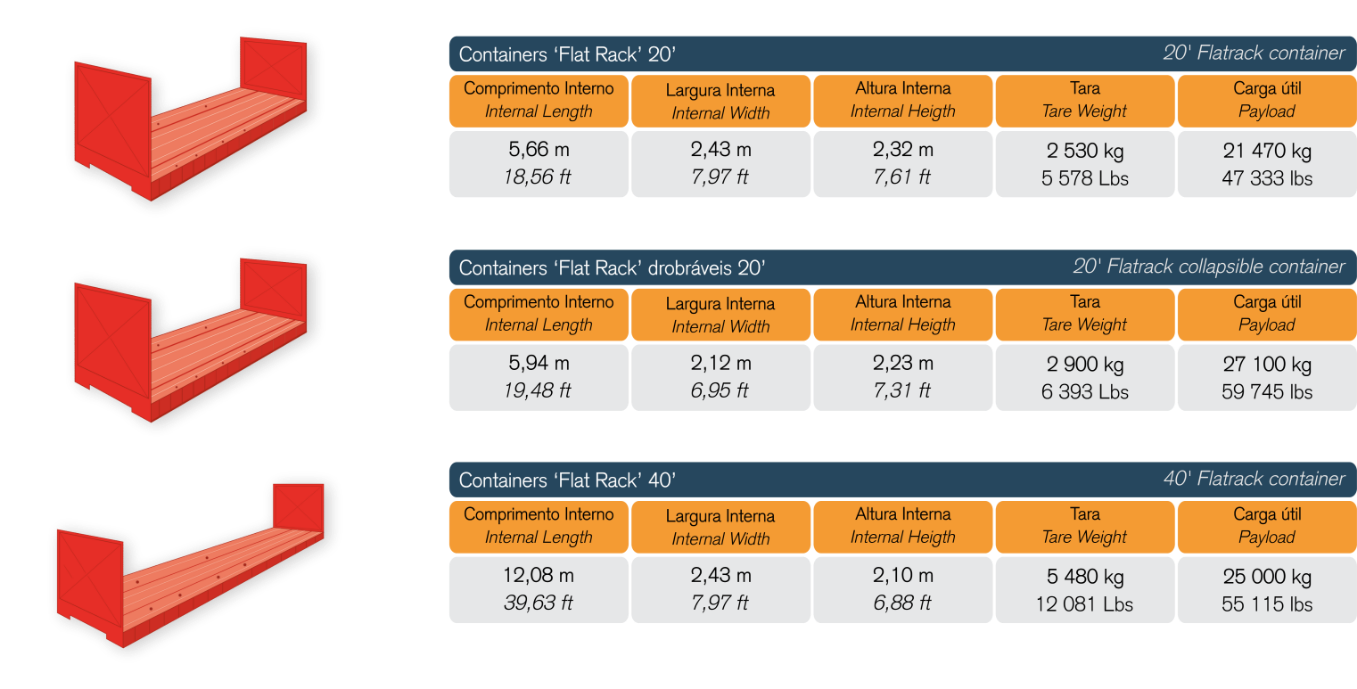 Containers ‘Flat Rack’ 20’ 20' Flatrack container
Comprimento Interno Largura Interna Altura Interna Tara Carga útil
Internal Length Internal Width Internal Heigth Tare Weight Payload
5,66 m 2,43 m 2,32 m 2 530 kg 21 470 kg
18,56 ft 7,97 ft 7,61 ft 5 578 Lbs 47 333 lbs
Containers ‘Flat Rack’ drobráveis 20’ 20' Flatrack collapsible container
Comprimento Interno Largura Interna Altura Interna Tara Carga útil
Internal Length Internal Width Internal Heigth Tare Weight Payload
5,94 m 2,12 m 2,23 m 2 900 kg 27 100 kg
19,48 ft 6,95 ft 7,31 ft 6 393 Lbs 59 745 lbs
Containers ‘Flat Rack’ 40’ 40' Flatrack container
Comprimento Interno Largura Interna Altura Interna Tara Carga útil
Internal Length Internal Width Internal Heigth Tare Weight Payload
12,08 m 2,43 m 2,10 m 5 480 kg 25 000 kg
39,63 ft 7,97 ft 6,88 ft 12 081 Lbs 55 115 lbs